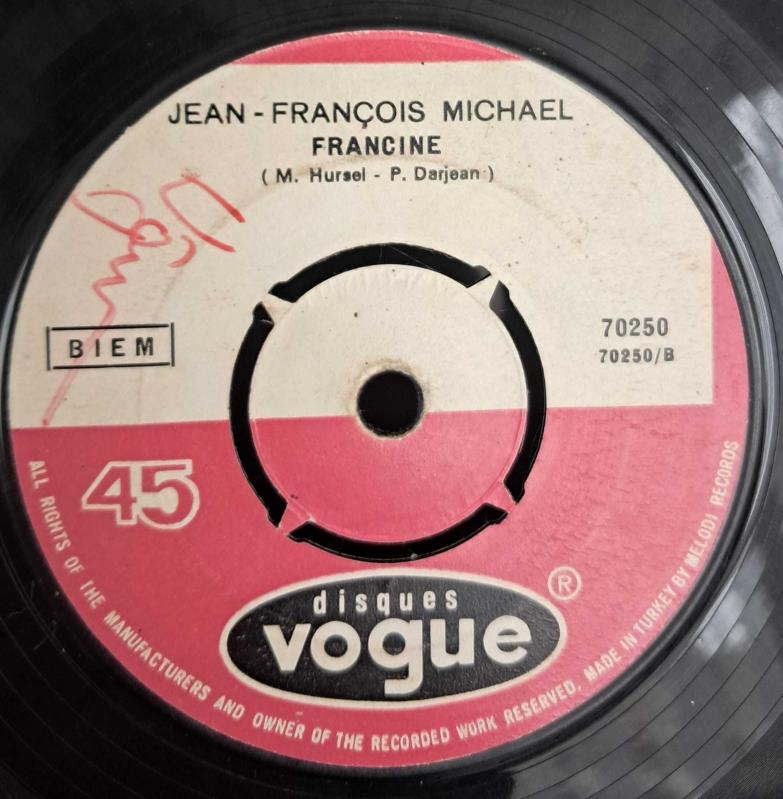 JEAN-FRANÇOIS MICHAEL
FRANCINE
( M. Hursel - P. Darjean )
BIEM
70250
70250/B
45
disques
vogue
®
ALL RIGHTS OF THE MANUFACTURERS AND OWNER OF THE RECORDED WORK RESERVED. MADE IN TURKEY BY MELODI RECORDS